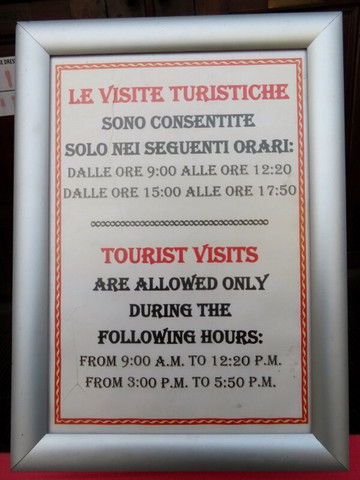 LE VISITE TURISTICHE
SONO CONSENTITE
SOLO NEI SEGUENTI ORARI:
DALLE ORE 9:00 ALLE ORE 12:20
DALLE ORE 15:00 ALLE ORE 17:50
TOURIST VISITS
ARE ALLOWED ONLY
DURING THE
FOLLOWING HOURS:
FROM 9:00 A.M. TO 12:20 P.M.
FROM 3:00 P.M. TO 5:50 P.M.